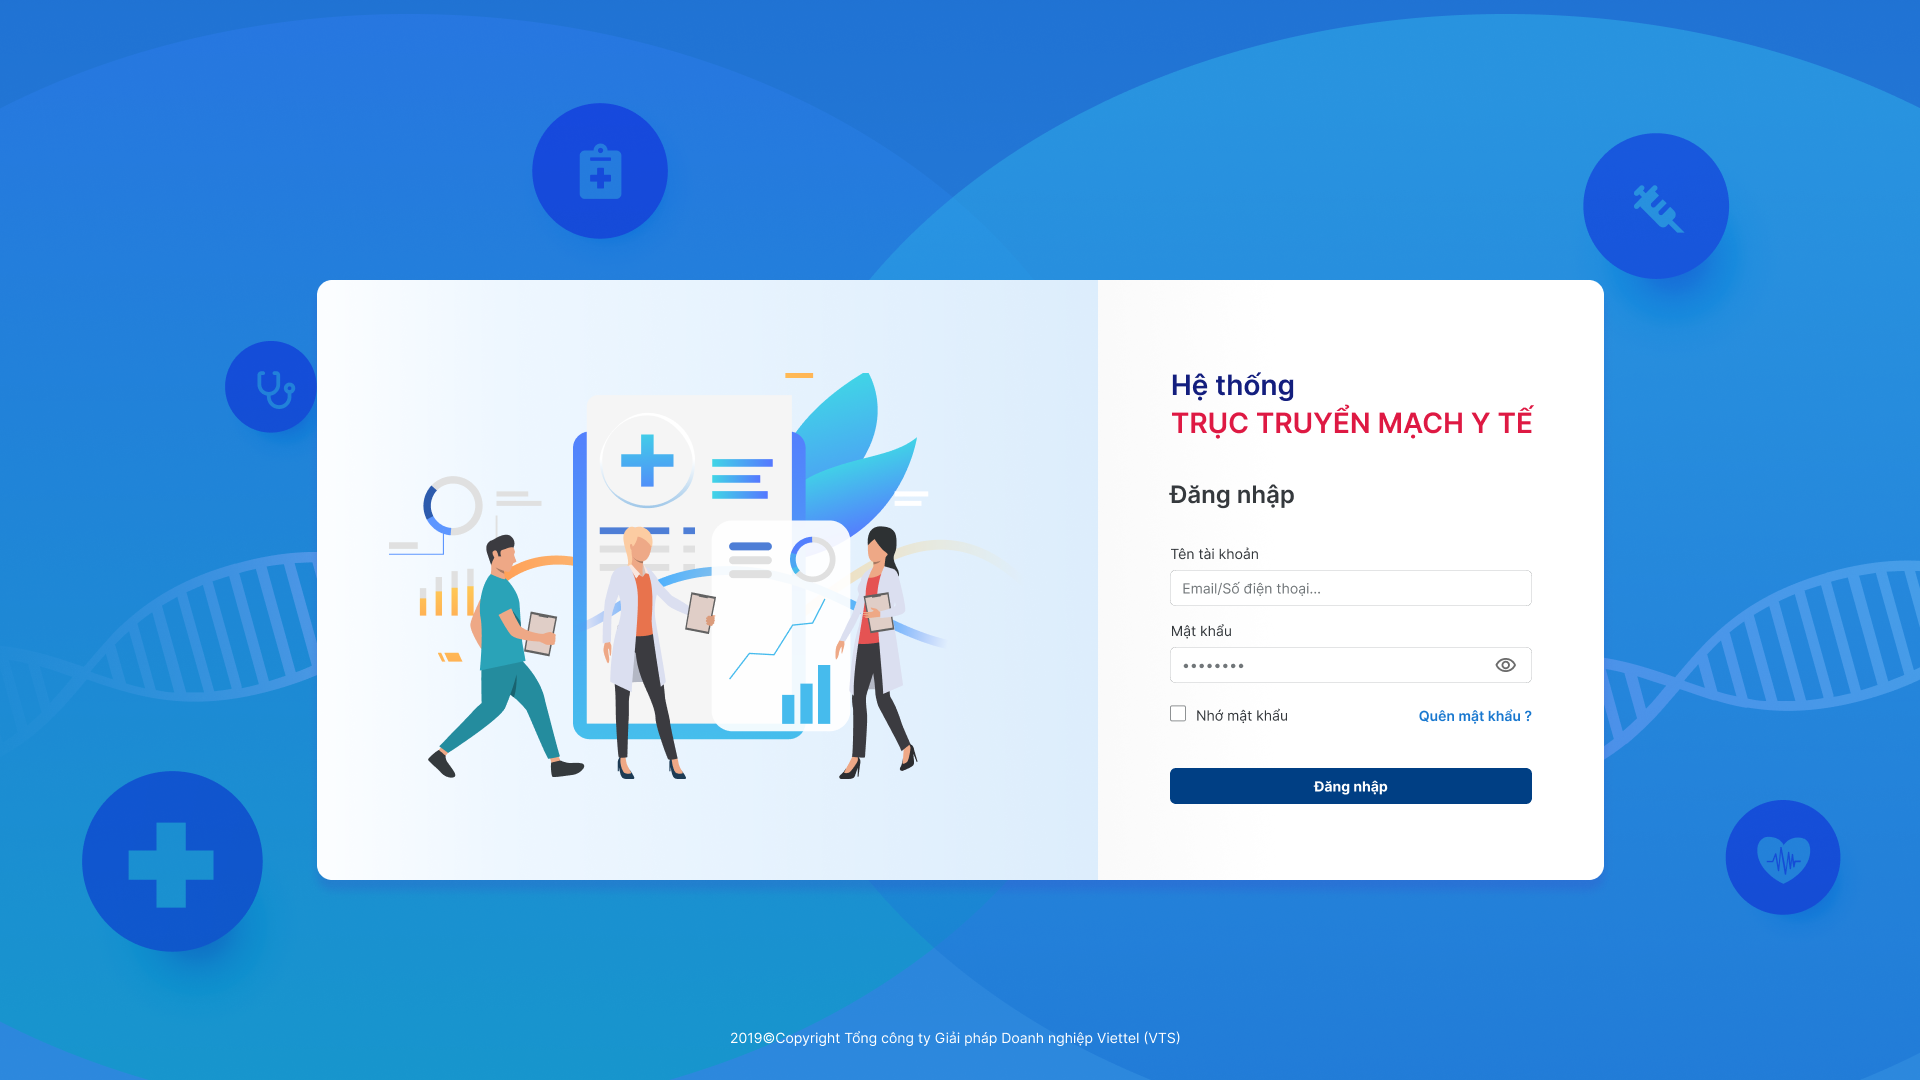 Hệ thống
TRỤC TRUYỂN MẠCH Y TẾ
Đăng nhập
Tên tài khoản
Email/Số điện thoại...
Mật khẩu
••••••••
Nhớ mật khẩu
Quên mật khẩu ?
Đăng nhập
2019©Copyright Tổng công ty Giải pháp Doanh nghiệp Viettel (VTS)